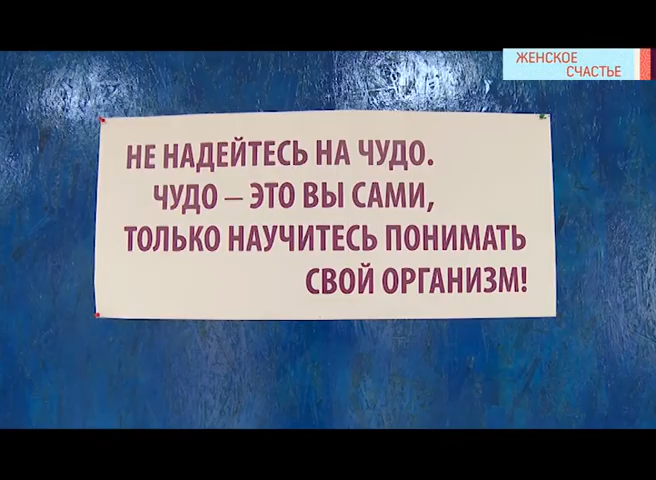 ЖЕНСКОЕ
СЧАСТЬЕ
НЕ НАДЕЙТЕСЬ НА ЧУДО.
ЧУДО – ЭТО ВЫ САМИ,
ТОЛЬКО НАУЧИТЕСЬ ПОНИМАТЬ
СВОЙ ОРГАНИЗМ!